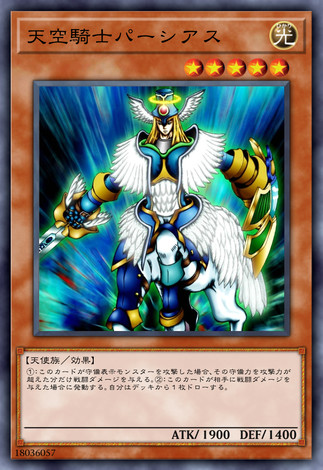 天空騎士パーシアス
光
【天使族／効果】
①：このカードが守備表示モンスターを攻撃した場合、その守備力を攻撃力が
超えた分だけ戦闘ダメージを与える。②：このカードが相手に戦闘ダメージを
与えた場合に発動する。自分はデッキから１枚ドローする。
ATK/ 1900 DEF/ 1400
18036057